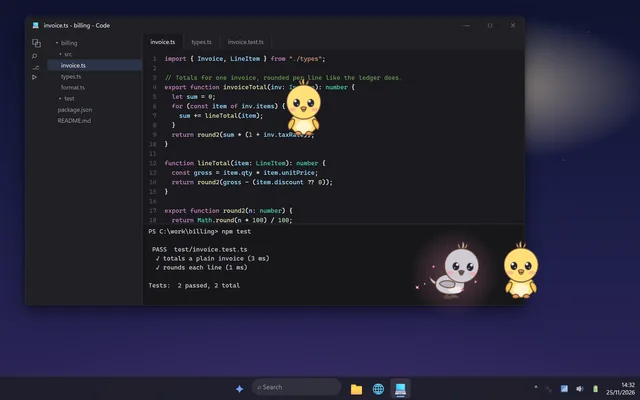 invoice.ts - billing - Code
billing
src
invoice.ts
types.ts
format.ts
test
package.json
README.md
invoice.ts types.ts invoice.test.ts
1 import { Invoice, LineItem } from "./types";
2
3 // Totals for one invoice, rounded per line like the ledger does.
4 export function invoiceTotal(inv: ): number {
5 let sum = 0;
6 for (const item of inv.items) {
7 sum += lineTotal(item);
8 }
9 return round2(sum * (1 + inv.taxRate));
10 }
11
12 function lineTotal(item: LineItem): number {
13 const gross = item.qty * item.unitPrice;
14 return round2(gross - (item.discount ?? 0));
15 }
16
17 export function round2(n: number) {
18 return Math.round(n * 100) / 100;
PS C:\work\billing> npm test
PASS test/invoice.test.ts
√ totals a plain invoice (3 ms)
√ rounds each line (1 ms)
Tests: 2 passed, 2 total
Search
14:32
25/11/2026